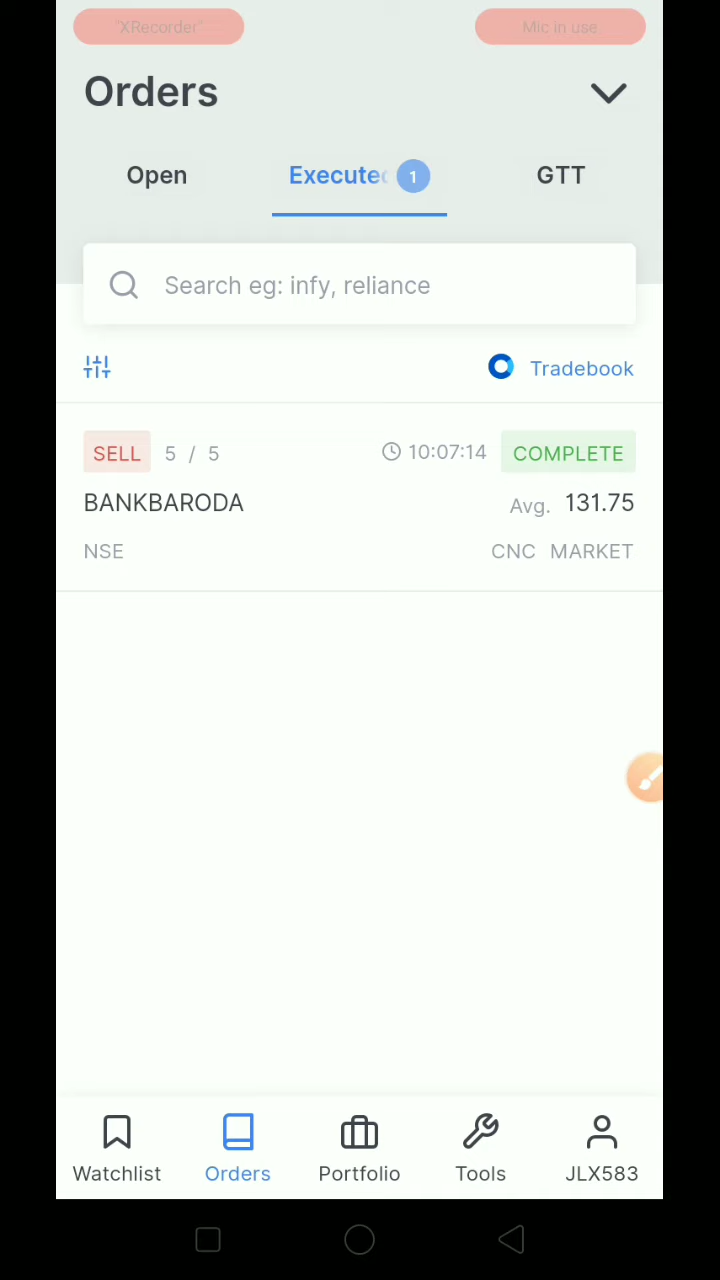 "XRecorder" Mic in use
Orders
Open Execute 1 GTT
Search eg: infy, reliance
Tradebook
SELL 5 / 5 10:07:14 COMPLETE
BANKBARODA Avg. 131.75
NSE CNC MARKET
Watchlist Orders Portfolio Tools JLX583